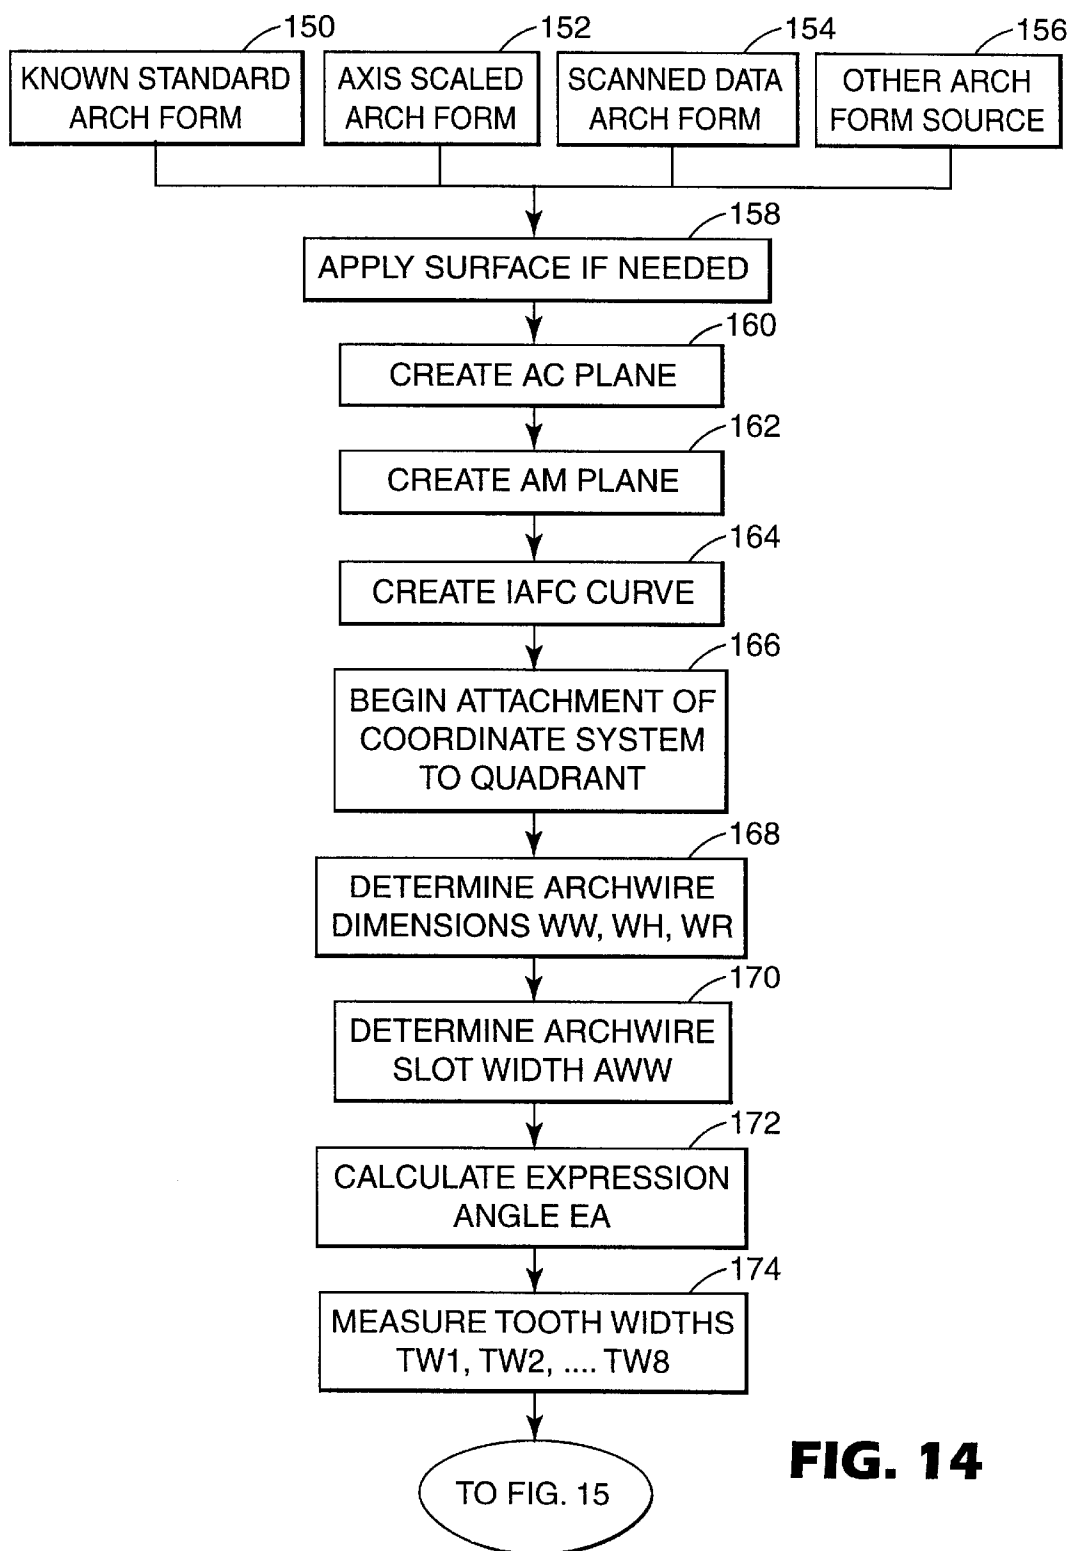 150
152
154
156
KNOWN STANDARD
ARCH FORM
AXIS SCALED
ARCH FORM
SCANNED DATA
ARCH FORM
OTHER ARCH
FORM SOURCE
158
APPLY SURFACE IF NEEDED
160
CREATE AC PLANE
162
CREATE AM PLANE
164
CREATE IAFC CURVE
166
BEGIN ATTACHMENT OF
COORDINATE SYSTEM
TO QUADRANT
168
DETERMINE ARCHWIRE
DIMENSIONS WW, WH, WR
170
DETERMINE ARCHWIRE
SLOT WIDTH AWW
172
CALCULATE EXPRESSION
ANGLE EA
174
MEASURE TOOTH WIDTHS
TW1, TW2, .... TW8
TO FIG. 15
FIG. 14